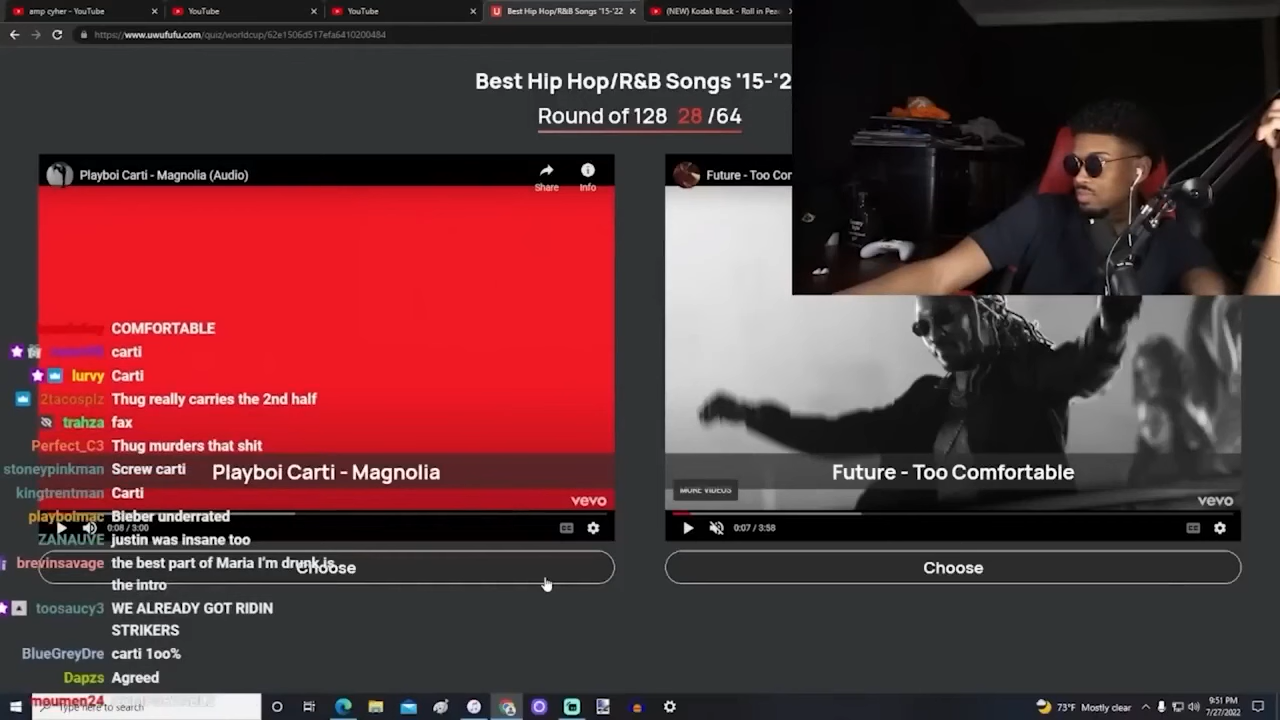 amp cyher - YouTube
YouTube
YouTube
Best Hip Hop/R&B Songs '15-'22
(NEW) Kodak Black - Roll in Pea
https://www.uwufufu.com/quiz/worldcup/62e1506d517efa6410200484
Best Hip Hop/R&B Songs '15-'2
Round of 128 28 /64
Playboi Carti - Magnolia (Audio)
Share
Info
Future - Too Cor
COMFORTABLE
carti
lurvy Carti
2tacosplz Thug really carries the 2nd half
trahza fax
Perfect_C3 Thug murders that shit
stoneypinkman Screw carti
kingtrentman Carti
playboimac Bieber underrated
ZANAUVE justin was insane too
brevinsavage the best part of Maria I'm drunk is
the intro
toosaucy3 WE ALREADY GOT RIDIN
STRIKERS
BlueGreyDre carti 1oo%
Dapzs Agreed
moumen24
Playboi Carti - Magnolia
vevo
0:08 / 3:00
Choose
Future - Too Comfortable
MORE VIDEOS
vevo
0:07 / 3:58
Choose
Type here to search
73°F Mostly clear
9:51 PM
7/27/2022